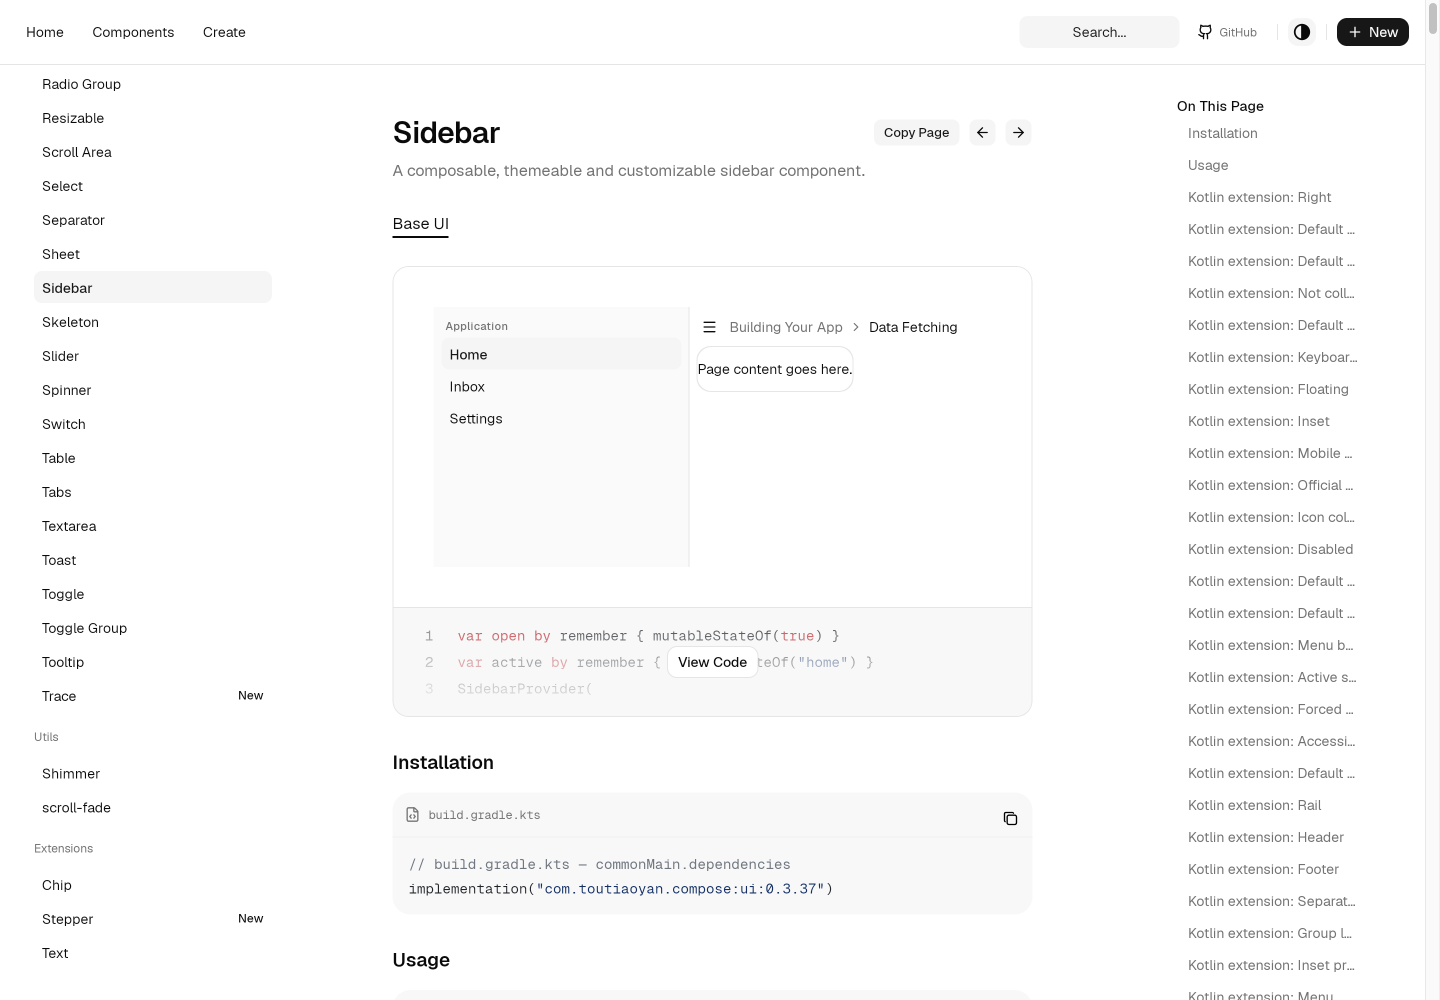 Home
Components
Create
Search...
GitHub
New
Radio Group
Resizable
Scroll Area
Select
Separator
Sheet
Sidebar
Skeleton
Slider
Spinner
Switch
Table
Tabs
Textarea
Toast
Toggle
Toggle Group
Tooltip
Trace New
Utils
Shimmer
scroll-fade
Extensions
Chip
Stepper New
Text
Sidebar
Copy Page
A composable, themeable and customizable sidebar component.
Base UI
Application
Home
Inbox
Settings
Building Your App > Data Fetching
Page content goes here.
1 var open by remember { mutableStateOf(true) }
2 var active by remember { teOf("home") }
View Code
3 SidebarProvider(
Installation
build.gradle.kts
// build.gradle.kts — commonMain.dependencies
implementation("com.toutiaoyan.compose:ui:0.3.37")
Usage
On This Page
Installation
Usage
Kotlin extension: Right
Kotlin extension: Default ...
Kotlin extension: Default ...
Kotlin extension: Not coll...
Kotlin extension: Default ...
Kotlin extension: Keyboar...
Kotlin extension: Floating
Kotlin extension: Inset
Kotlin extension: Mobile ...
Kotlin extension: Official ...
Kotlin extension: Icon col...
Kotlin extension: Disabled
Kotlin extension: Default ...
Kotlin extension: Default ...
Kotlin extension: Menu b...
Kotlin extension: Active s...
Kotlin extension: Forced ...
Kotlin extension: Accessi...
Kotlin extension: Default ...
Kotlin extension: Rail
Kotlin extension: Header
Kotlin extension: Footer
Kotlin extension: Separat...
Kotlin extension: Group l...
Kotlin extension: Inset pr...
Kotlin extension: Menu